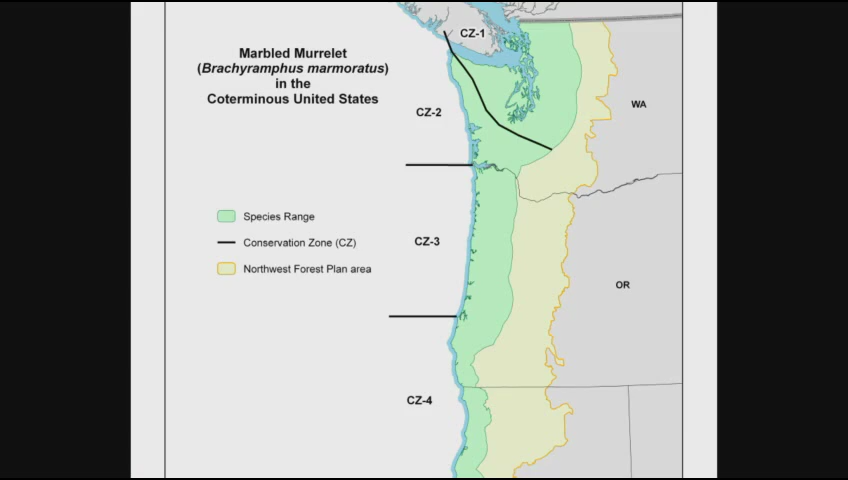 CZ-1
Marbled Murrelet
(Brachyramphus marmoratus)
in the
Coterminous United States
CZ-2
WA
Species Range
Conservation Zone (CZ)
Northwest Forest Plan area
CZ-3
OR
CZ-4